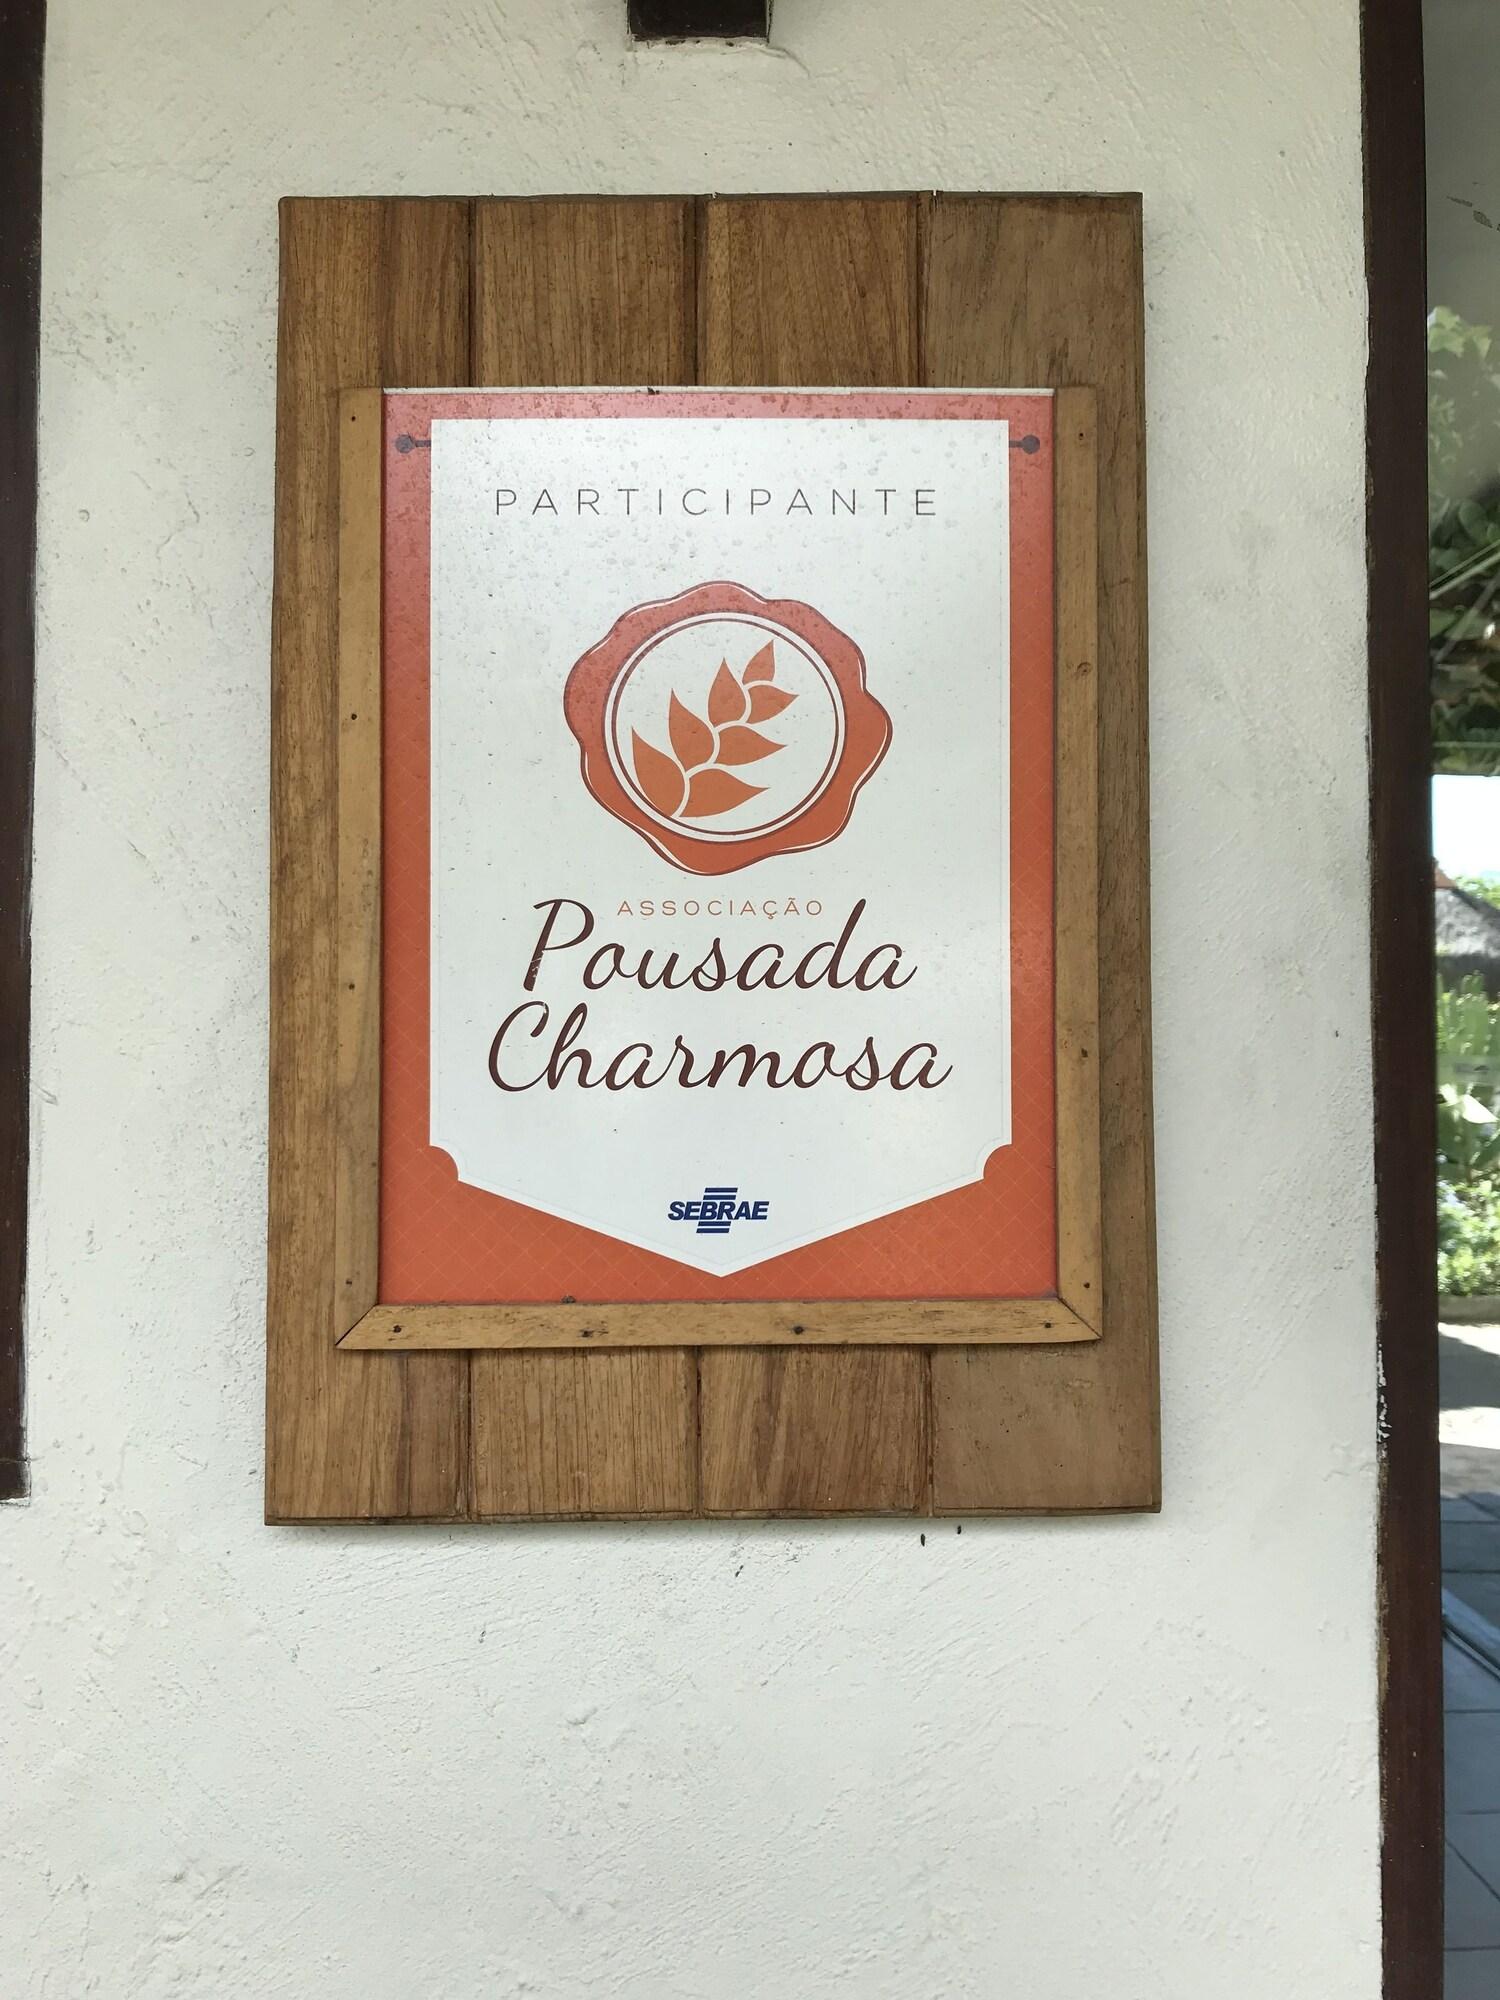 PARTICIPANTE
ASSOCIAÇÃO
Pousada
Charmosa
SEBRAE